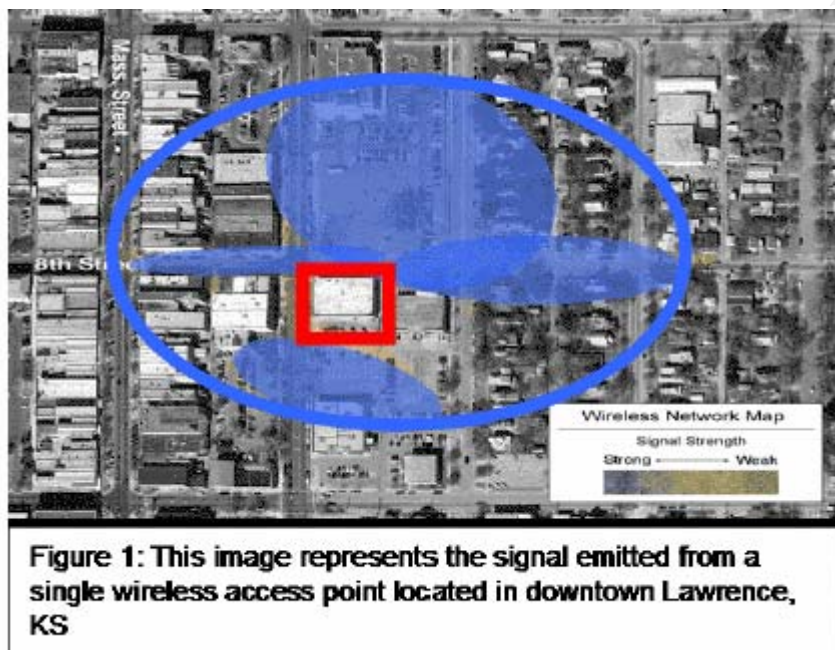 Mass Street
8th Street
Wireless Network Map
Signal Strength
Strong Weak
Figure 1: This image represents the signal emitted from a
single wireless access point located in downtown Lawrence,
KS